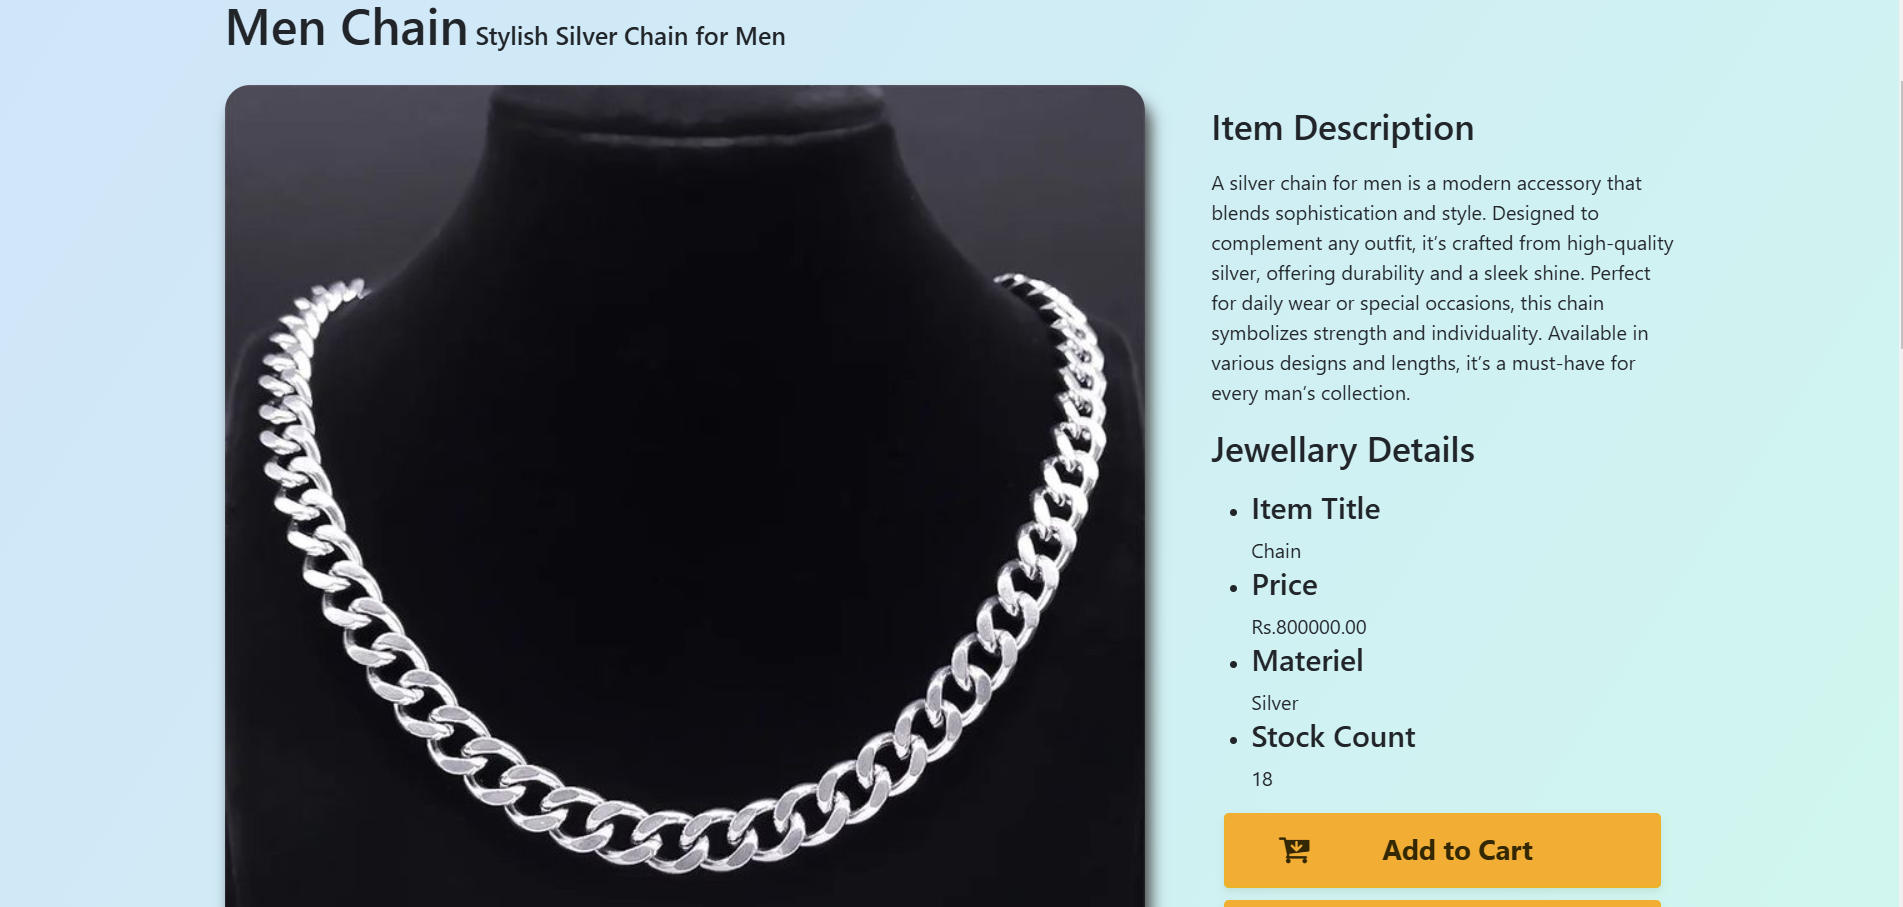 Men Chain Stylish Silver Chain for Men
Item Description
A silver chain for men is a modern accessory that
blends sophistication and style. Designed to
complement any outfit, it’s crafted from high-quality
silver, offering durability and a sleek shine. Perfect
for daily wear or special occasions, this chain
symbolizes strength and individuality. Available in
various designs and lengths, it’s a must-have for
every man’s collection.
Jewellary Details
• Item Title
Chain
• Price
Rs.800000.00
• Materiel
Silver
• Stock Count
18
Add to Cart